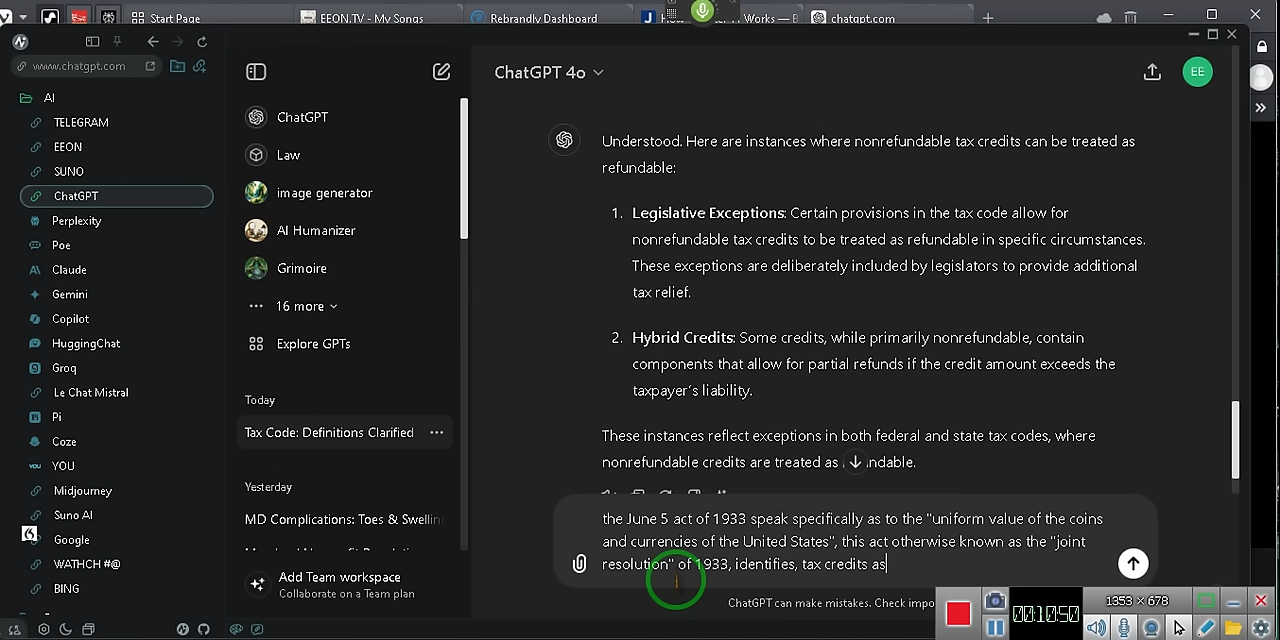 Start Page
EEON.TV - My Songs
Rebrandly Dashboard
Works — B
chatgpt.com
www.chatgpt.com
AI
TELEGRAM
EEON
SUNO
ChatGPT
Perplexity
Poe
Claude
Gemini
Copilot
HuggingChat
Groq
Le Chat Mistral
Pi
Coze
YOU
Midjourney
Suno AI
Google
WATHCH #@
BING
ChatGPT
Law
image generator
AI Humanizer
Grimoire
16 more
Explore GPTs
Today
Tax Code: Definitions Clarified
Yesterday
MD Complications: Toes & Swellin
Add Team workspace
Collaborate on a Team plan
ChatGPT 4o
EE
Understood. Here are instances where nonrefundable tax credits can be treated as
refundable:
1. Legislative Exceptions: Certain provisions in the tax code allow for
nonrefundable tax credits to be treated as refundable in specific circumstances.
These exceptions are deliberately included by legislators to provide additional
tax relief.
2. Hybrid Credits: Some credits, while primarily nonrefundable, contain
components that allow for partial refunds if the credit amount exceeds the
taxpayer's liability.
These instances reflect exceptions in both federal and state tax codes, where
nonrefundable credits are treated as ndable.
the June 5 act of 1933 speak specifically as to the "uniform value of the coins
and currencies of the United States", this act otherwise known as the "joint
resolution" of 1933, identifies, tax credits as
ChatGPT can make mistakes. Check impo
1353 × 678
00:10:50